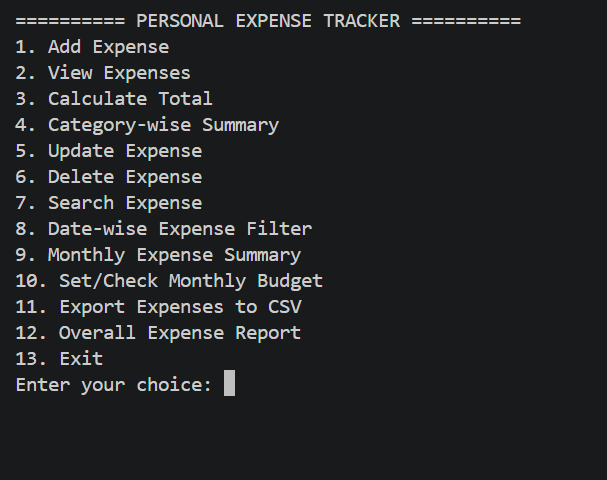 ========== PERSONAL EXPENSE TRACKER ==========
1. Add Expense
2. View Expenses
3. Calculate Total
4. Category-wise Summary
5. Update Expense
6. Delete Expense
7. Search Expense
8. Date-wise Expense Filter
9. Monthly Expense Summary
10. Set/Check Monthly Budget
11. Export Expenses to CSV
12. Overall Expense Report
13. Exit
Enter your choice: